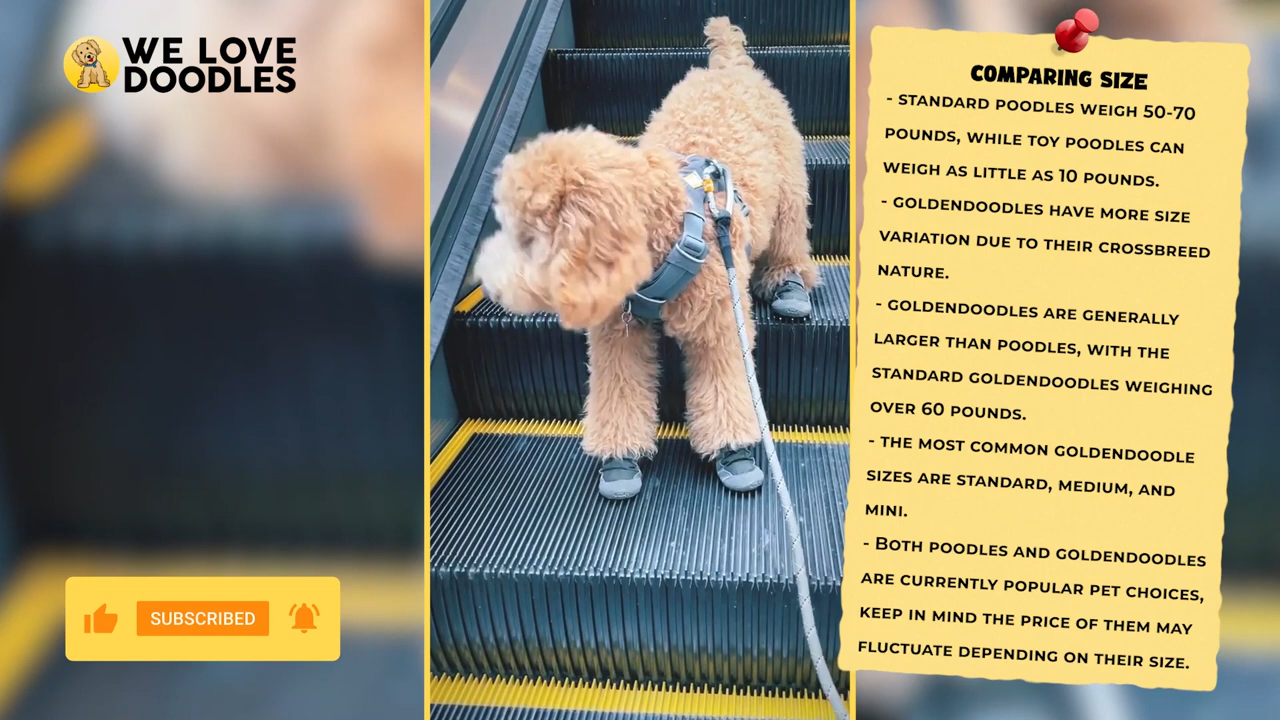 WE LOVE
DOODLES
SUBSCRIBED
COMPARING SIZE
- STANDARD POODLES WEIGH 50-70
POUNDS, WHILE TOY POODLES CAN
WEIGH AS LITTLE AS 10 POUNDS.
- GOLDENDOODLES HAVE MORE SIZE
VARIATION DUE TO THEIR CROSSBREED
NATURE.
- GOLDENDOODLES ARE GENERALLY
LARGER THAN POODLES, WITH THE
STANDARD GOLDENDOODLES WEIGHING
OVER 60 POUNDS.
- THE MOST COMMON GOLDENDOODLE
SIZES ARE STANDARD, MEDIUM, AND
MINI.
- BOTH POODLES AND GOLDENDOODLES
ARE CURRENTLY POPULAR PET CHOICES,
KEEP IN MIND THE PRICE OF THEM MAY
FLUCTUATE DEPENDING ON THEIR SIZE.